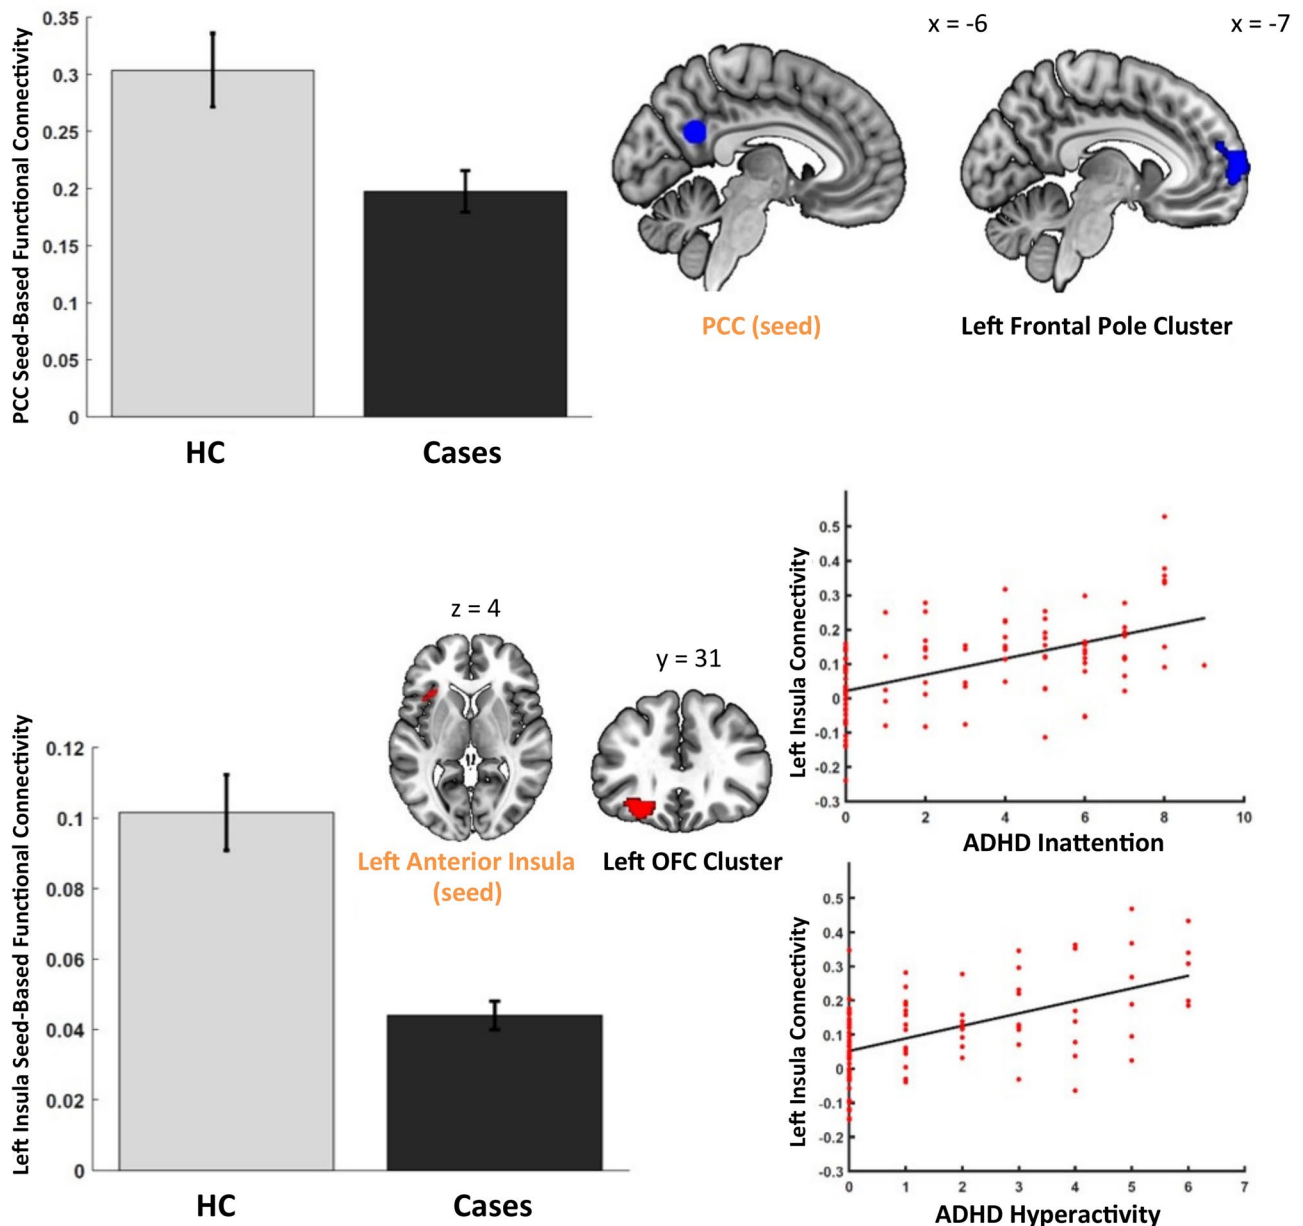 PCC Seed-Based Functional Connectivity
0.35
0.3
0.25
0.2
0.15
0.1
0.05
0
HC
Cases
x = -6
x = -7
PCC (seed)
Left Frontal Pole Cluster
Left Insula Seed-Based Functional Connectivity
0.12
0.1
0.08
0.06
0.04
0.02
0
HC
Cases
z = 4
y = 31
Left Anterior Insula
(seed)
Left OFC Cluster
Left Insula Connectivity
0.5
0.4
0.3
0.2
0.1
0
-0.1
-0.2
-0.3
0 2 4 6 8 10
ADHD Inattention
Left Insula Connectivity
0.5
0.4
0.3
0.2
0.1
0
-0.1
-0.2
-0.3
0 1 2 3 4 5 6 7
ADHD Hyperactivity